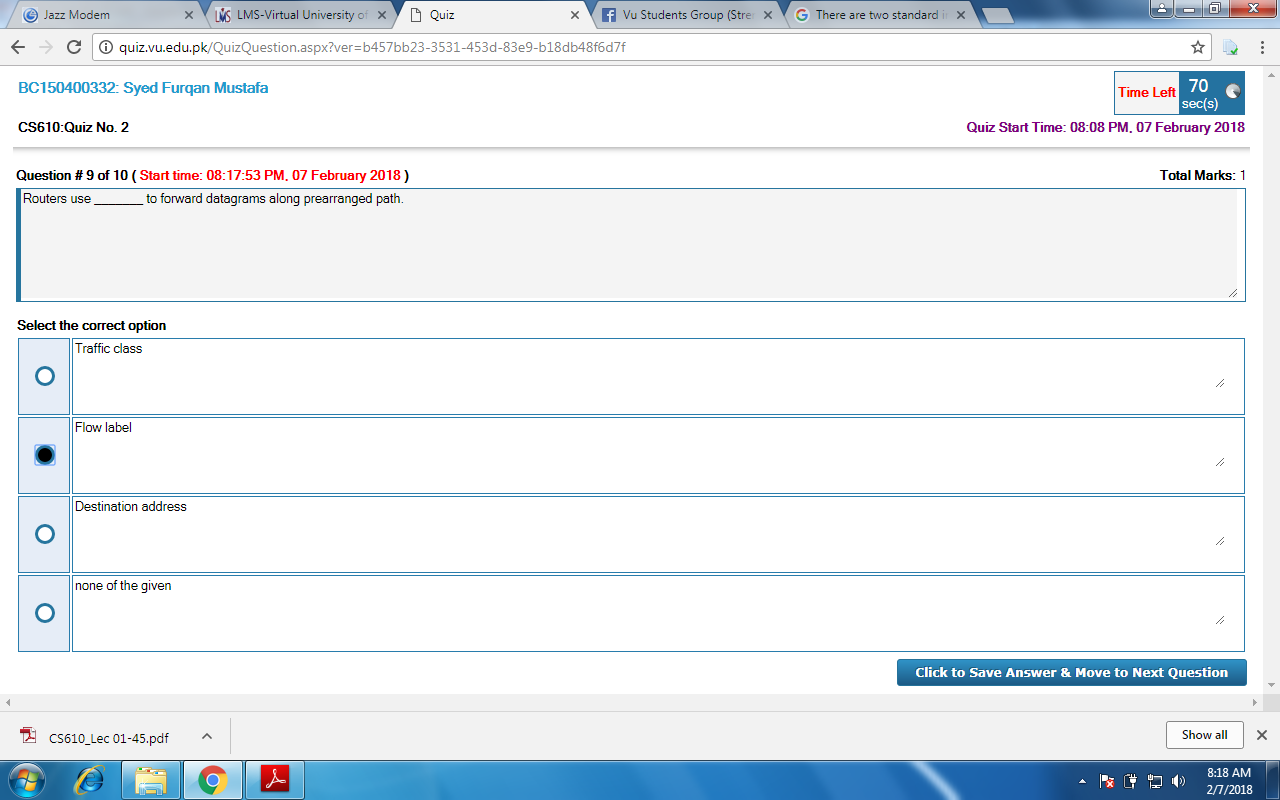 Jazz Modem
LMS-Virtual University of
Quiz
Vu Students Group (Stre
There are two standard i
quiz.vu.edu.pk/QuizQuestion.aspx?ver=b457bb23-3531-453d-83e9-b18db48f6d7f
BC150400332: Syed Furqan Mustafa
Time Left 70
sec(s)
CS610:Quiz No. 2
Quiz Start Time: 08:08 PM, 07 February 2018
Question # 9 of 10 ( Start time: 08:17:53 PM, 07 February 2018 )
Total Marks: 1
Routers use _______ to forward datagrams along prearranged path.
Select the correct option
Traffic class
Flow label
Destination address
none of the given
Click to Save Answer & Move to Next Question
CS610_Lec 01-45.pdf
Show all
8:18 AM
2/7/2018